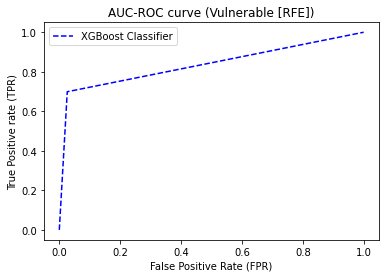 AUC-ROC curve (Vulnerable [RFE])
XGBoost Classifier
True Positive rate (TPR)
1.0
0.8
0.6
0.4
0.2
0.0
0.0 0.2 0.4 0.6 0.8 1.0
False Positive Rate (FPR)